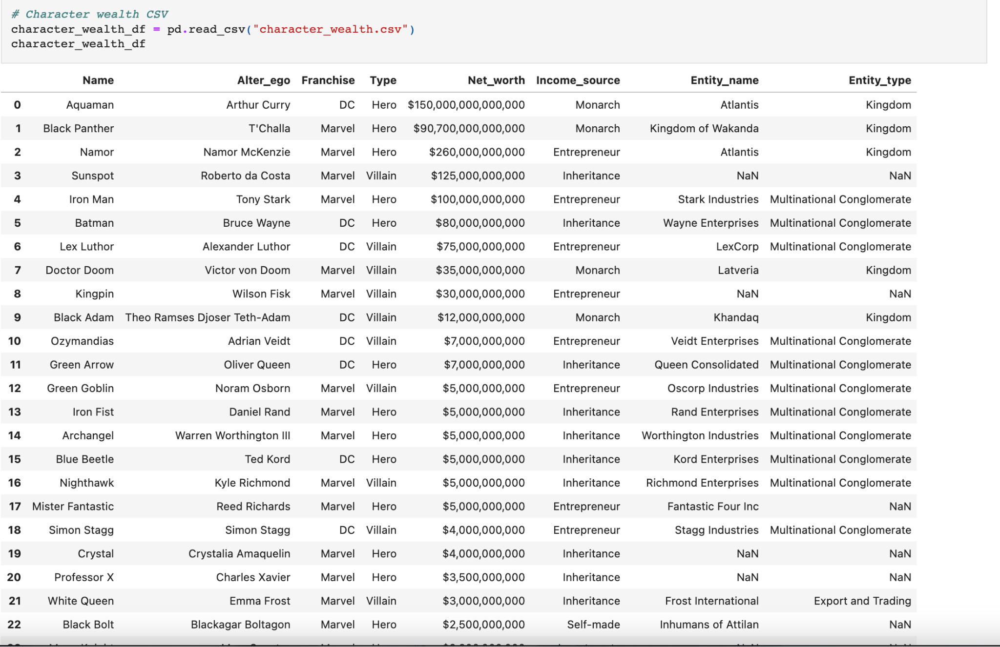 # Character wealth CSV
character_wealth_df = pd.read_csv("character_wealth.csv")
character_wealth_df
Name Alter_ego Franchise Type Net_worth Income_source Entity_name Entity_type
0 Aquaman Arthur Curry DC Hero $150,000,000,000,000 Monarch Atlantis Kingdom
1 Black Panther T'Challa Marvel Hero $90,700,000,000,000 Monarch Kingdom of Wakanda Kingdom
2 Namor Namor McKenzie Marvel Hero $260,000,000,000 Entrepreneur Atlantis Kingdom
3 Sunspot Roberto da Costa Marvel Villain $125,000,000,000 Inheritance NaN NaN
4 Iron Man Tony Stark Marvel Hero $100,000,000,000 Entrepreneur Stark Industries Multinational Conglomerate
5 Batman Bruce Wayne DC Hero $80,000,000,000 Inheritance Wayne Enterprises Multinational Conglomerate
6 Lex Luthor Alexander Luthor DC Villain $75,000,000,000 Entrepreneur LexCorp Multinational Conglomerate
7 Doctor Doom Victor von Doom Marvel Villain $35,000,000,000 Monarch Latveria Kingdom
8 Kingpin Wilson Fisk Marvel Villain $30,000,000,000 Entrepreneur NaN NaN
9 Black Adam Theo Ramses Djoser Teth-Adam DC Villain $12,000,000,000 Monarch Khandaq Kingdom
10 Ozymandias Adrian Veidt DC Villain $7,000,000,000 Entrepreneur Veidt Enterprises Multinational Conglomerate
11 Green Arrow Oliver Queen DC Hero $7,000,000,000 Inheritance Queen Consolidated Multinational Conglomerate
12 Green Goblin Noram Osborn Marvel Villain $5,000,000,000 Entrepreneur Oscorp Industries Multinational Conglomerate
13 Iron Fist Daniel Rand Marvel Hero $5,000,000,000 Inheritance Rand Enterprises Multinational Conglomerate
14 Archangel Warren Worthington III Marvel Hero $5,000,000,000 Inheritance Worthington Industries Multinational Conglomerate
15 Blue Beetle Ted Kord DC Hero $5,000,000,000 Inheritance Kord Enterprises Multinational Conglomerate
16 Nighthawk Kyle Richmond Marvel Villain $5,000,000,000 Inheritance Richmond Enterprises Multinational Conglomerate
17 Mister Fantastic Reed Richards Marvel Hero $5,000,000,000 Entrepreneur Fantastic Four Inc NaN
18 Simon Stagg Simon Stagg DC Villain $4,000,000,000 Entrepreneur Stagg Industries Multinational Conglomerate
19 Crystal Crystalia Amaquelin Marvel Hero $4,000,000,000 Inheritance NaN NaN
20 Professor X Charles Xavier Marvel Hero $3,500,000,000 Inheritance NaN NaN
21 White Queen Emma Frost Marvel Villain $3,000,000,000 Inheritance Frost International Export and Trading
22 Black Bolt Blackagar Boltagon Marvel Hero $2,500,000,000 Self-made Inhumans of Attilan NaN